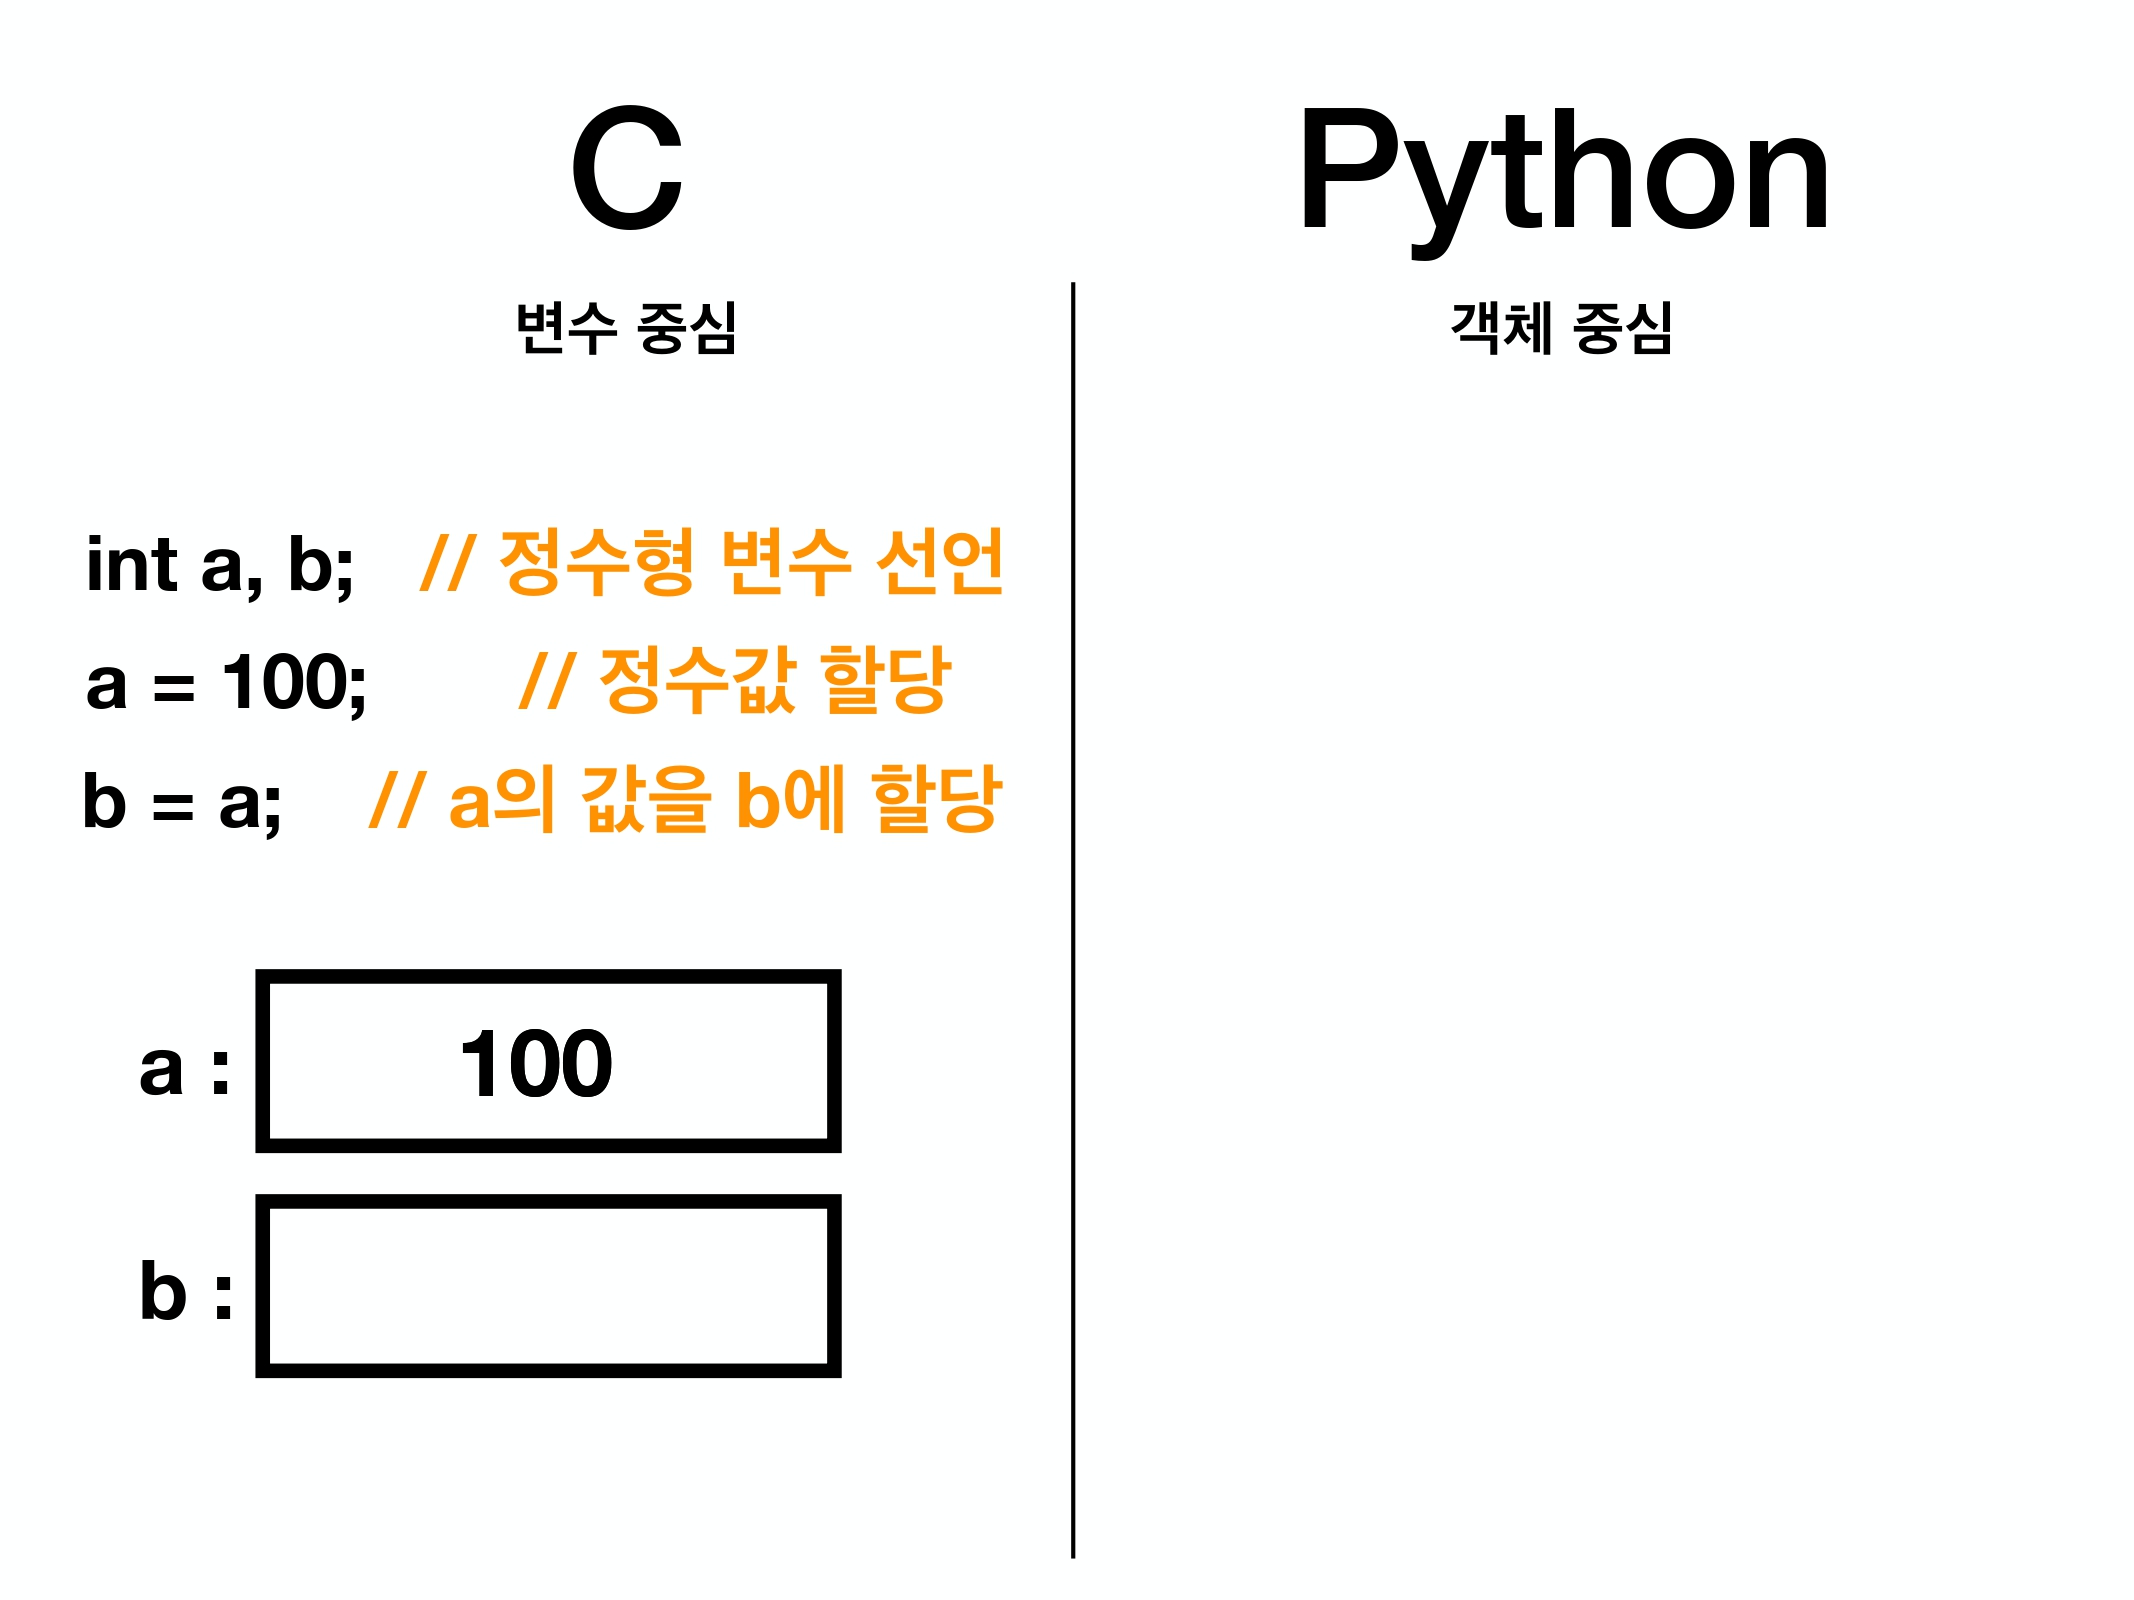 C
변수 중심
int a, b; // 정수형 변수 선언
a = 100; // 정수값 할당
b = a; // a의 값을 b에 할당
a : 100
b :
Python
객체 중심